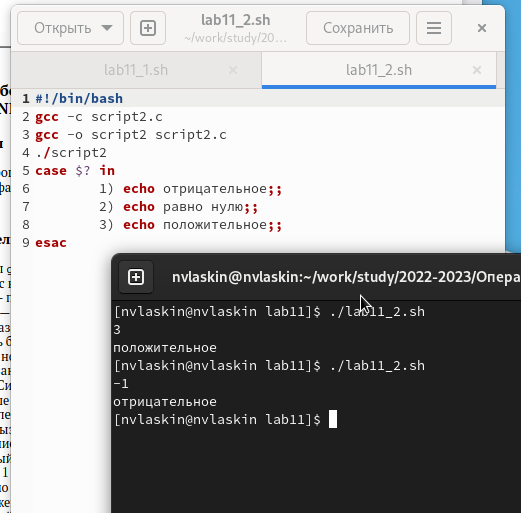 Открыть
lab11_2.sh
~/work/study/20…
Сохранить
lab11_1.sh
lab11_2.sh
1 #!/bin/bash
2 gcc -c script2.c
3 gcc -o script2 script2.c
4 ./script2
5 case $? in
6 1) echo отрицательное;;
7 2) echo равно нулю;;
8 3) echo положительное;;
9 esac
nvlaskin@nvlaskin:~/work/study/2022-2023/Опера
[nvlaskin@nvlaskin lab11]$ ./lab11_2.sh
3
положительное
[nvlaskin@nvlaskin lab11]$ ./lab11_2.sh
-1
отрицательное
[nvlaskin@nvlaskin lab11]$